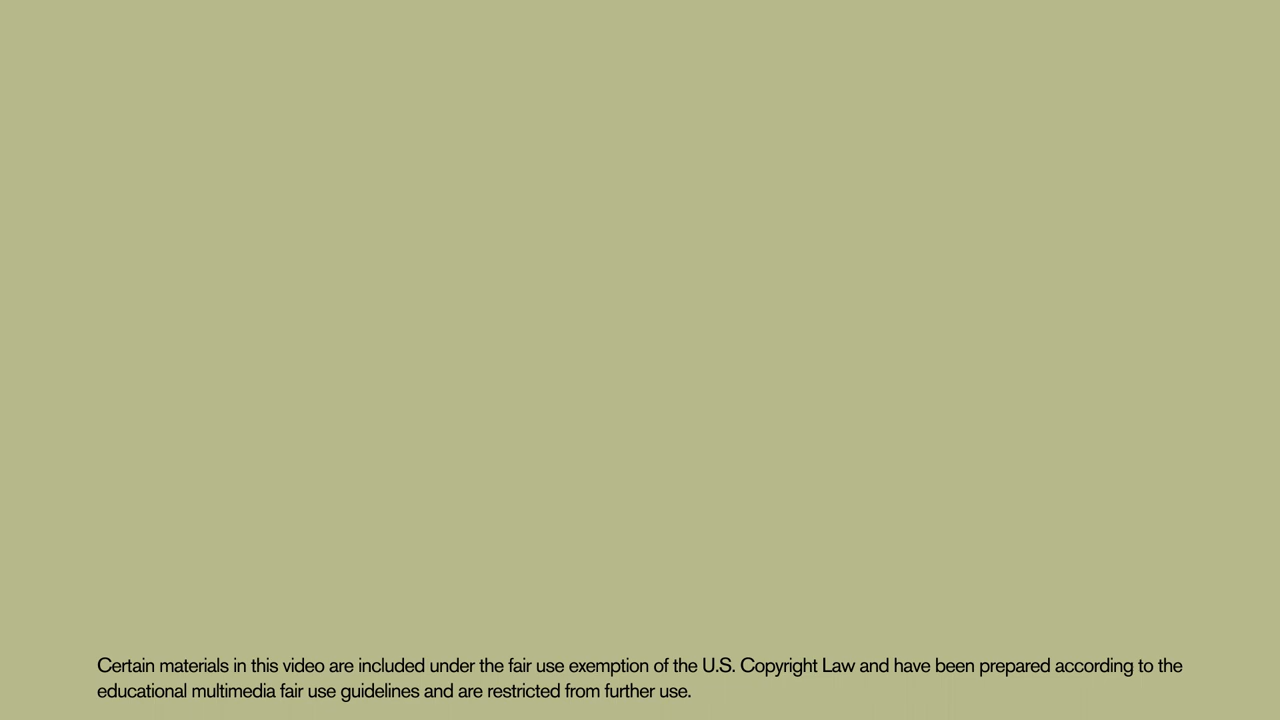 Certain materials in this video are included under the fair use exemption of the U.S. Copyright Law and have been prepared according to the
educational multimedia fair use guidelines and are restricted from further use.